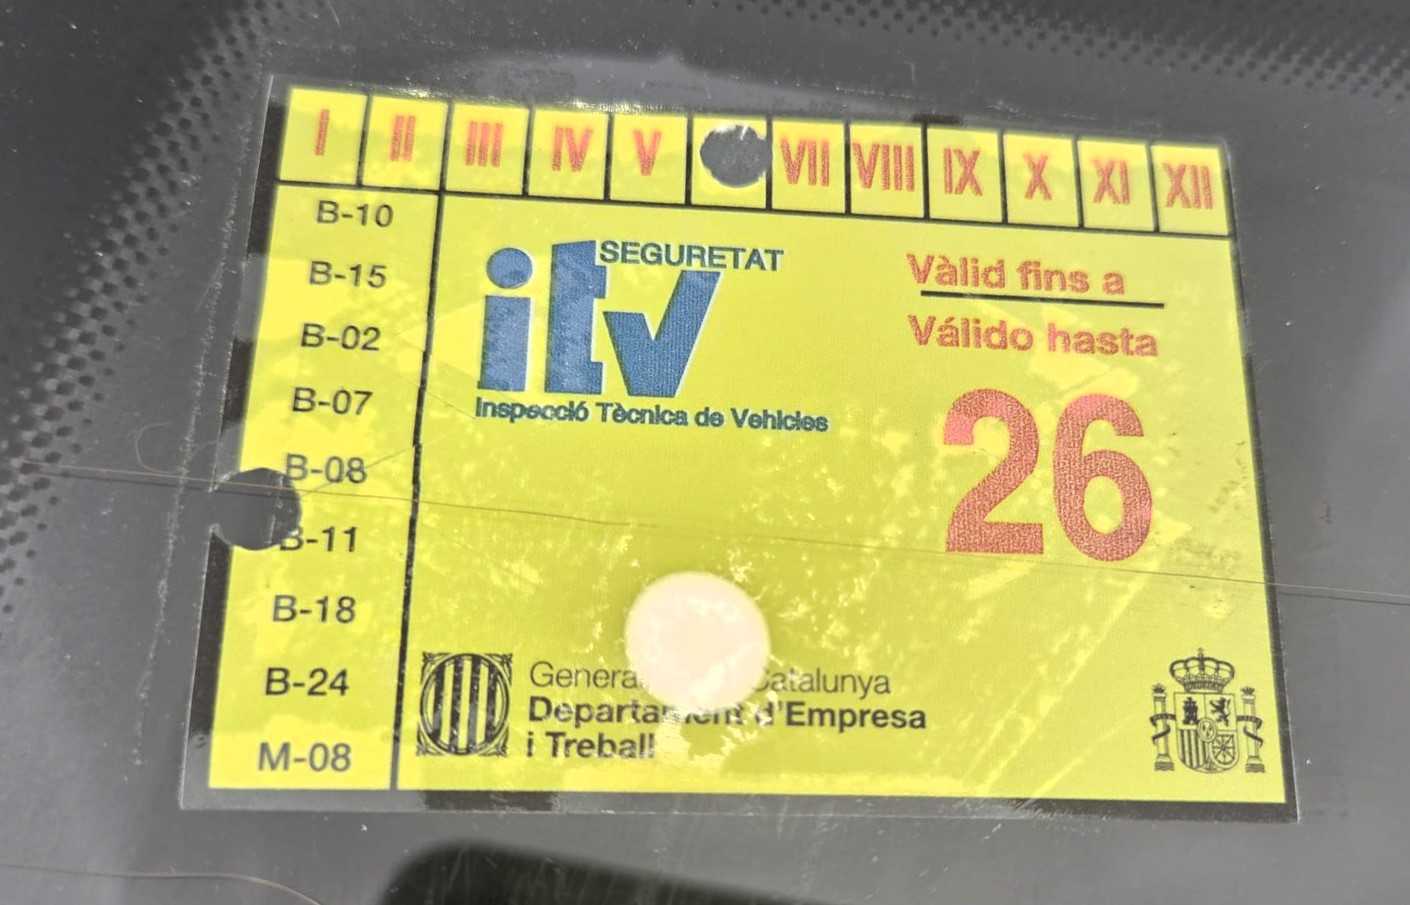 I II III IV V VII VIII IX X XI XII
B-10
B-15
B-02
B-07
B-08
B-11
B-18
B-24
M-08
itv SEGURETAT
Inspecció Tècnica de Vehicles
Vàlid fins a
Válido hasta
26
Catalunya
Departament d'Empresa
i Treball